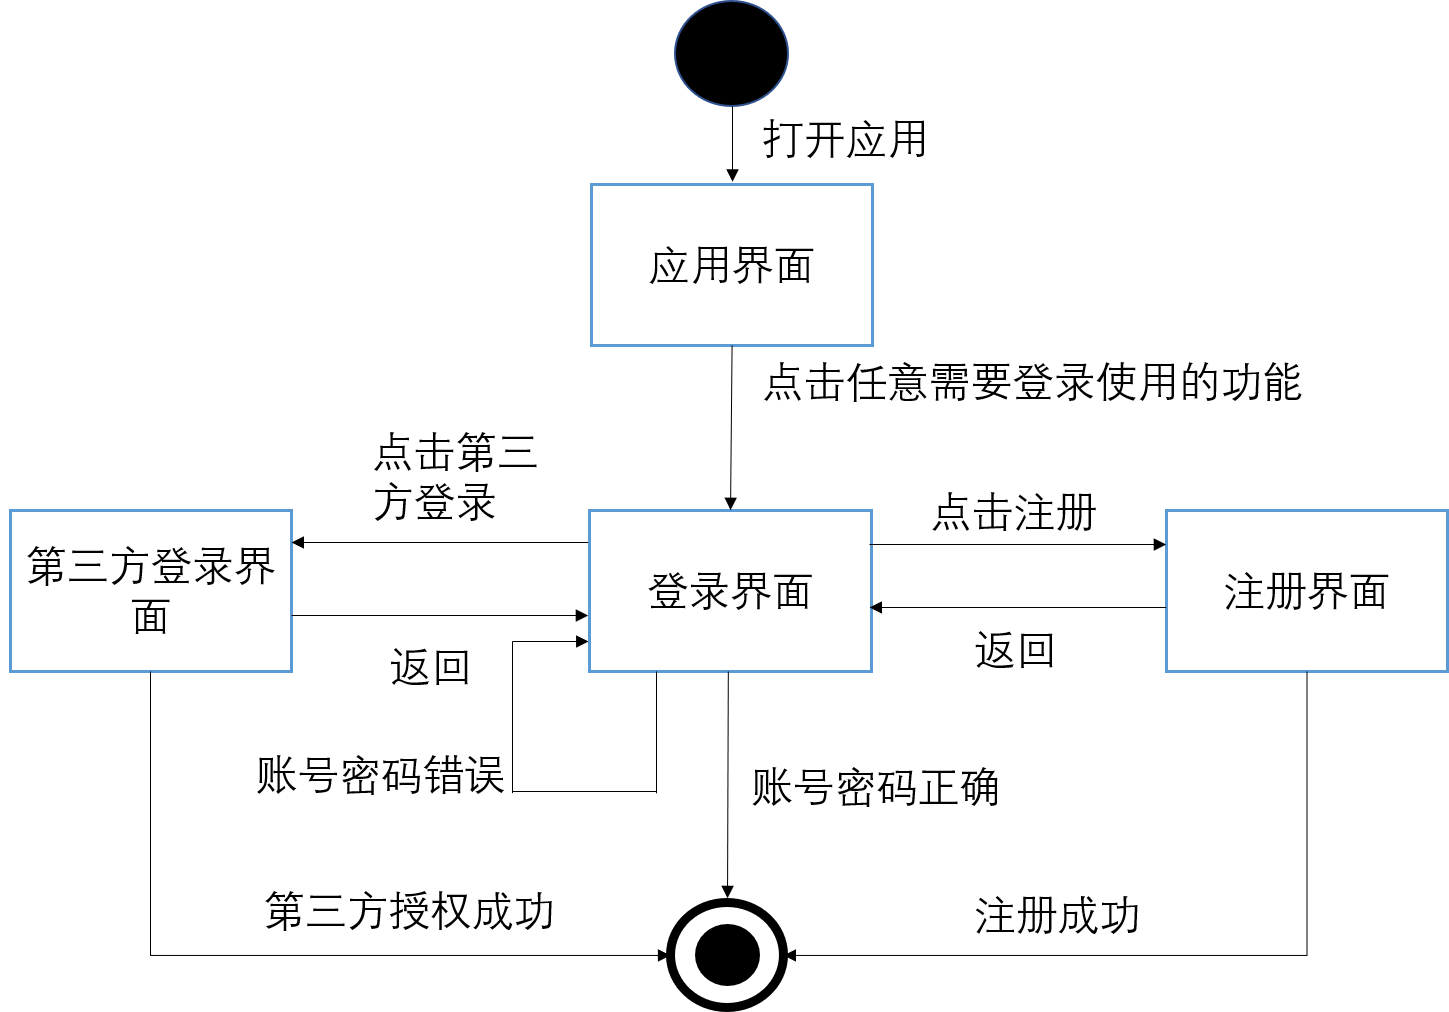 打开应用
应用界面
点击任意需要登录使用的功能
点击第三
方登录
点击注册
第三方登录界
面
登录界面
注册界面
返回
返回
账号密码错误
账号密码正确
第三方授权成功
注册成功